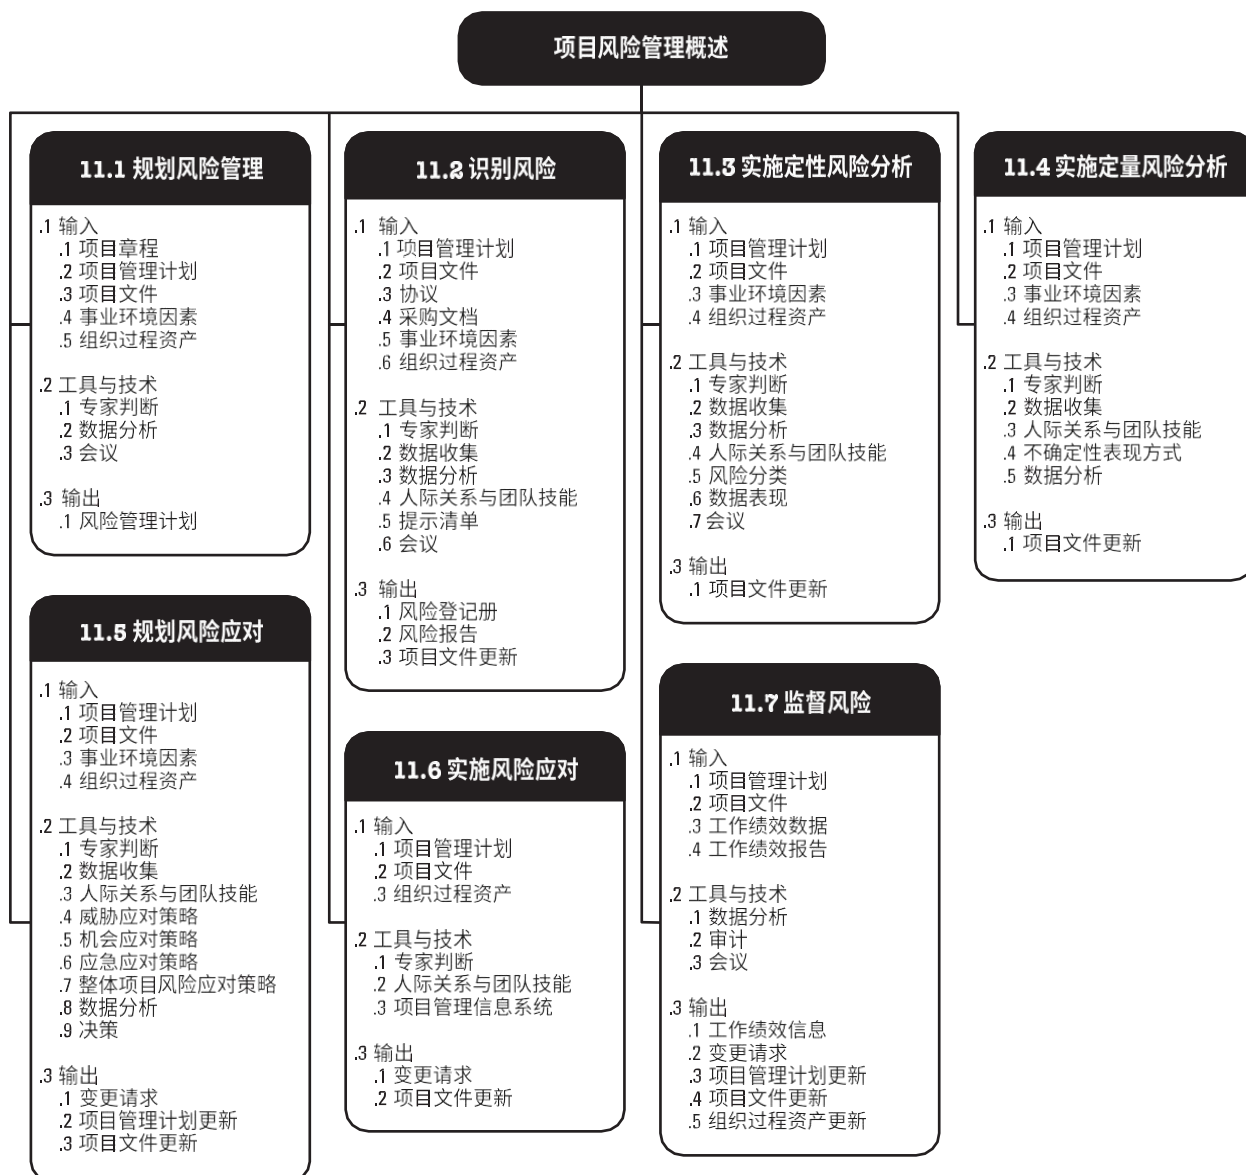 项目风险管理概述
11.1 规划风险管理
.1 输入
.1 项目章程
.2 项目管理计划
.3 项目文件
.4 事业环境因素
.5 组织过程资产
.2 工具与技术
.1 专家判断
.2 数据分析
.3 会议
.3 输出
.1 风险管理计划
11.2 识别风险
.1 输入
.1 项目管理计划
.2 项目文件
.3 协议
.4 采购文档
.5 事业环境因素
.6 组织过程资产
.2 工具与技术
.1 专家判断
.2 数据收集
.3 数据分析
.4 人际关系与团队技能
.5 提示清单
.6 会议
.3 输出
.1 风险登记册
.2 风险报告
.3 项目文件更新
11.3 实施定性风险分析
.1 输入
.1 项目管理计划
.2 项目文件
.3 事业环境因素
.4 组织过程资产
.2 工具与技术
.1 专家判断
.2 数据收集
.3 数据分析
.4 人际关系与团队技能
.5 风险分类
.6 数据表现
.7 会议
.3 输出
.1 项目文件更新
11.4 实施定量风险分析
.1 输入
.1 项目管理计划
.2 项目文件
.3 事业环境因素
.4 组织过程资产
.2 工具与技术
.1 专家判断
.2 数据收集
.3 人际关系与团队技能
.4 不确定性表现方式
.5 数据分析
.3 输出
.1 项目文件更新
11.5 规划风险应对
.1 输入
.1 项目管理计划
.2 项目文件
.3 事业环境因素
.4 组织过程资产
.2 工具与技术
.1 专家判断
.2 数据收集
.3 人际关系与团队技能
.4 威胁应对策略
.5 机会应对策略
.6 应急应对策略
.7 整体项目风险应对策略
.8 数据分析
.9 决策
.3 输出
.1 变更请求
.2 项目管理计划更新
.3 项目文件更新
11.6 实施风险应对
.1 输入
.1 项目管理计划
.2 项目文件
.3 组织过程资产
.2 工具与技术
.1 专家判断
.2 人际关系与团队技能
.3 项目管理信息系统
.3 输出
.1 变更请求
.2 项目文件更新
11.7 监督风险
.1 输入
.1 项目管理计划
.2 项目文件
.3 工作绩效数据
.4 工作绩效报告
.2 工具与技术
.1 数据分析
.2 审计
.3 会议
.3 输出
.1 工作绩效信息
.2 变更请求
.3 项目管理计划更新
.4 项目文件更新
.5 组织过程资产更新